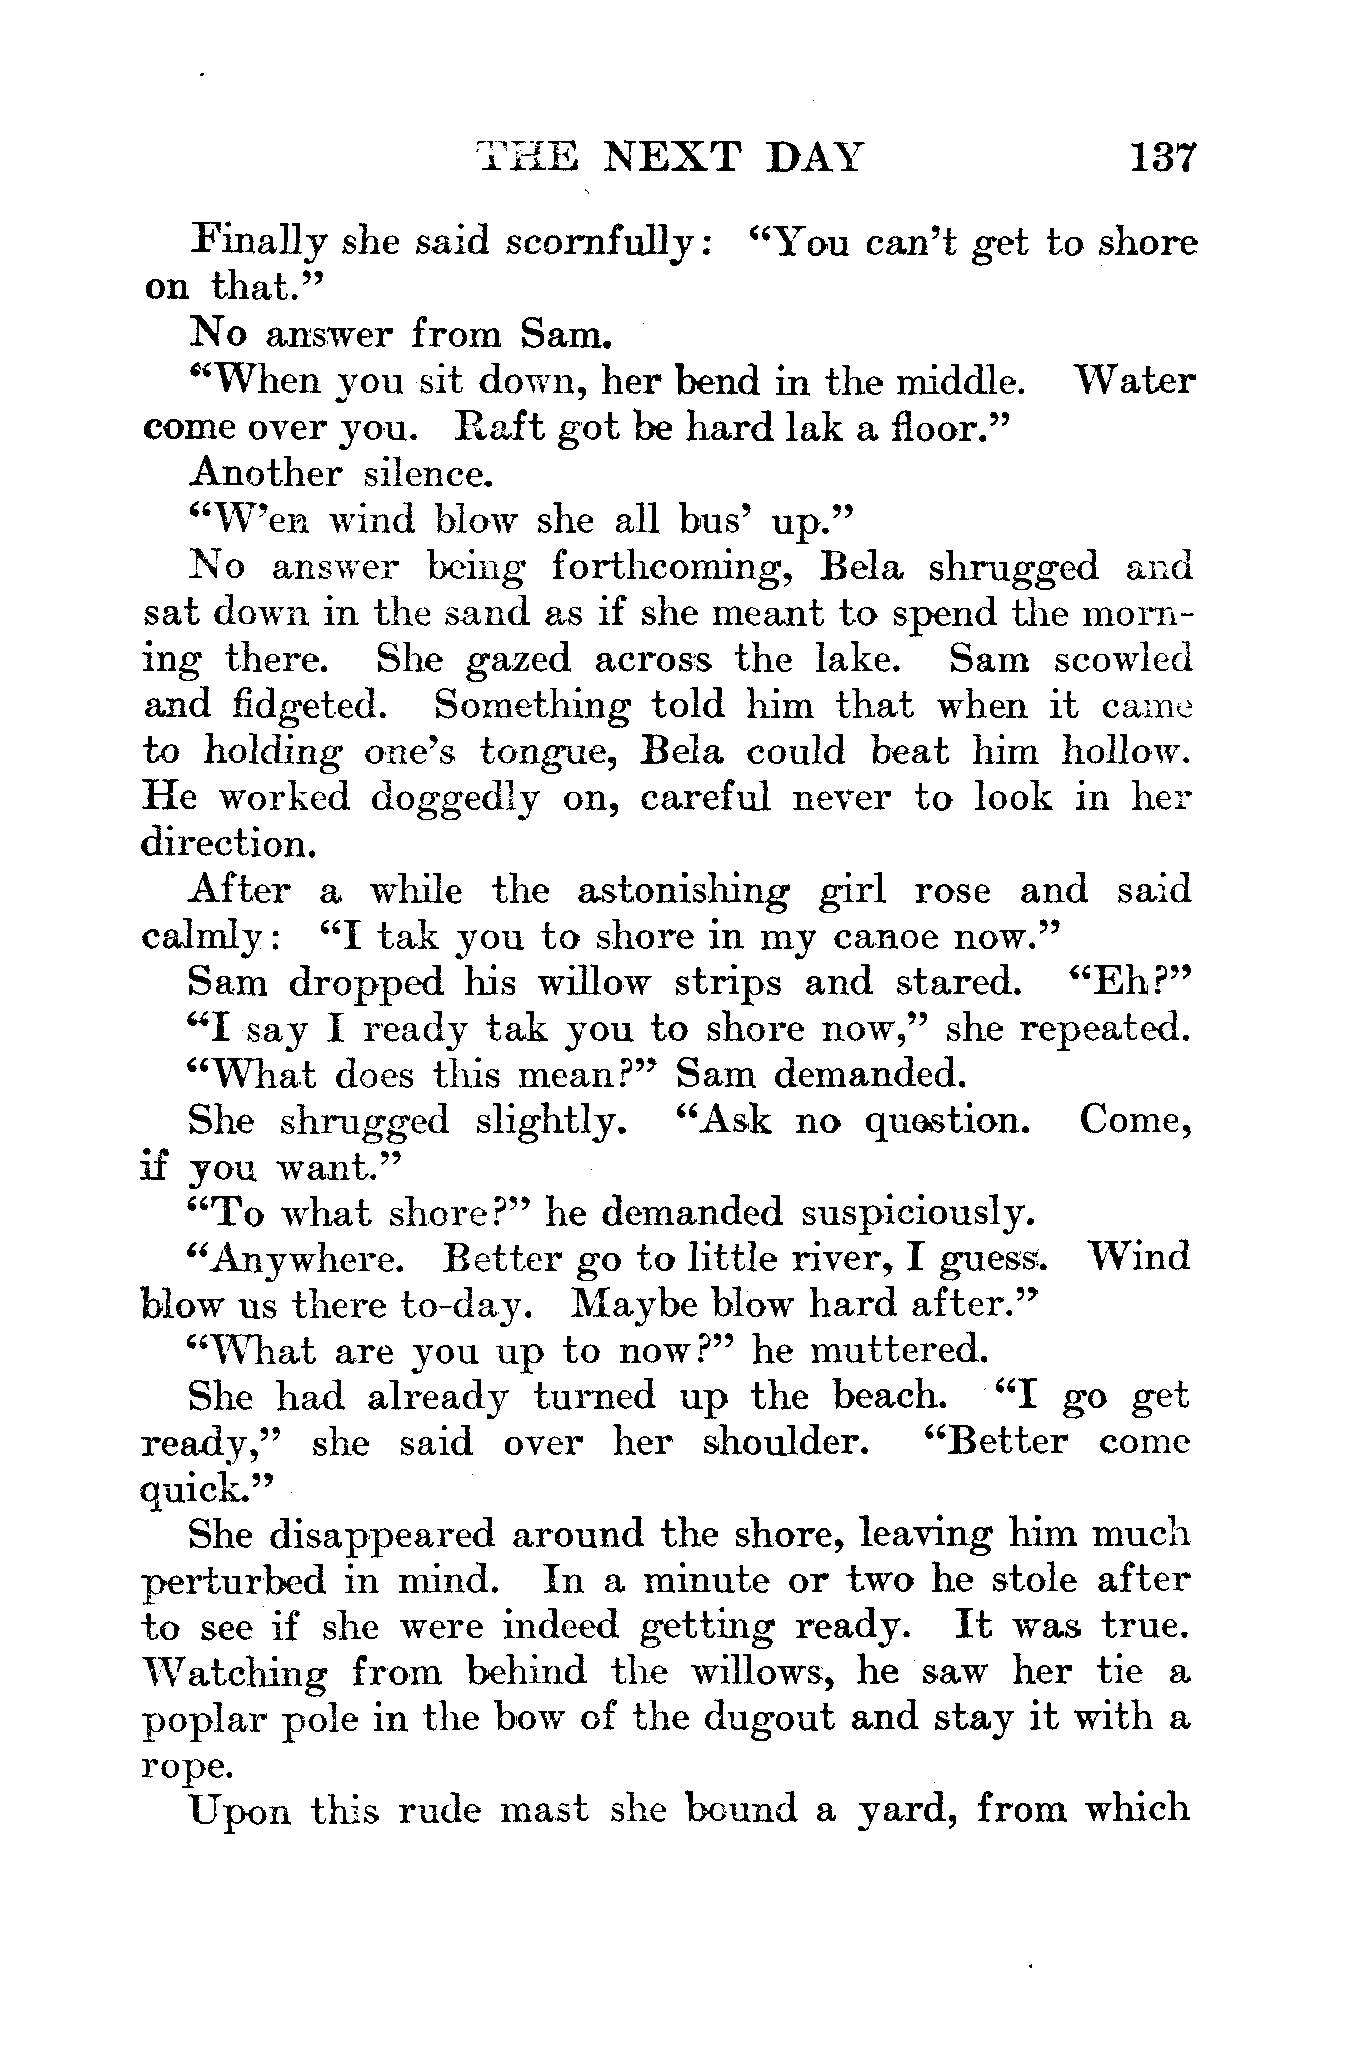 THE NEXT DAY 137
Finally she said scornfully: “You can’t get to shore
on that.”
No answer from Sam.
“When you sit down, her bend in the middle. Water
come over you. Raft got be hard lak a floor.”
Another silence.
“W’en wind blow she all bus’ up.”
No answer being forthcoming, Bela shrugged and
sat down in the sand as if she meant to spend the morn-
ing there. She gazed across the lake. Sam scowled
and fidgeted. Something told him that when it came
to holding one’s tongue, Bela could beat him hollow.
He worked doggedly on, careful never to look in her
direction.
After a while the astonishing girl rose and said
calmly: “I tak you to shore in my canoe now.”
Sam dropped his willow strips and stared. “Eh?”
“I say I ready tak you to shore now,” she repeated.
“What does this mean?” Sam demanded.
She shrugged slightly. “Ask no question. Come,
if you want.”
“To what shore?” he demanded suspiciously.
“Anywhere. Better go to little river, I guess. Wind
blow us there to-day. Maybe blow hard after.”
“What are you up to now?” he muttered.
She had already turned up the beach. “I go get
ready,” she said over her shoulder. “Better come
quick.”
She disappeared around the shore, leaving him much
perturbed in mind. In a minute or two he stole after
to see if she were indeed getting ready. It was true.
Watching from behind the willows, he saw her tie a
poplar pole in the bow of the dugout and stay it with a
rope.
Upon this rude mast she bound a yard, from which